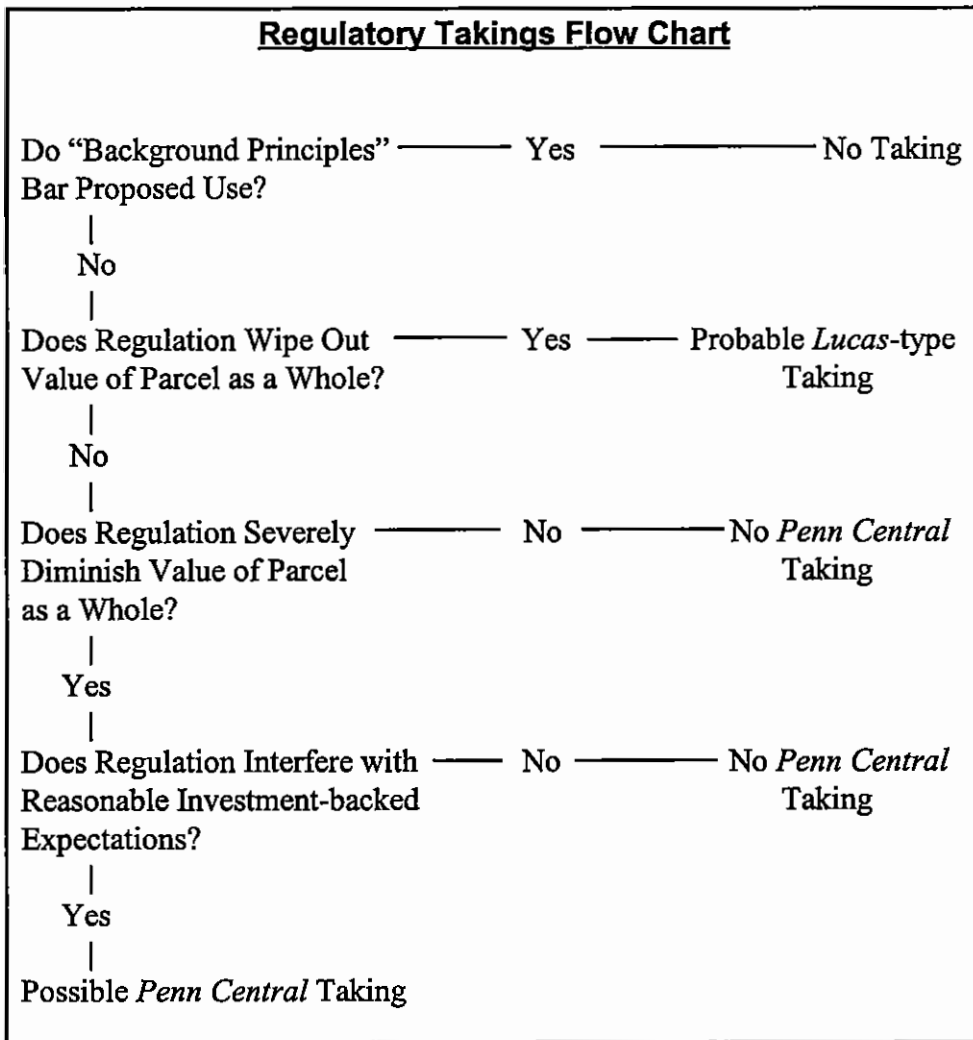 Regulatory Takings Flow Chart
Do “Background Principles” Yes No Taking
Bar Proposed Use?
No
Does Regulation Wipe Out Yes Probable Lucas-type
Value of Parcel as a Whole? Taking
No
Does Regulation Severely No No Penn Central
Diminish Value of Parcel Taking
as a Whole?
Yes
Does Regulation Interfere with No No Penn Central
Reasonable Investment-backed Taking
Expectations?
Yes
Possible Penn Central Taking